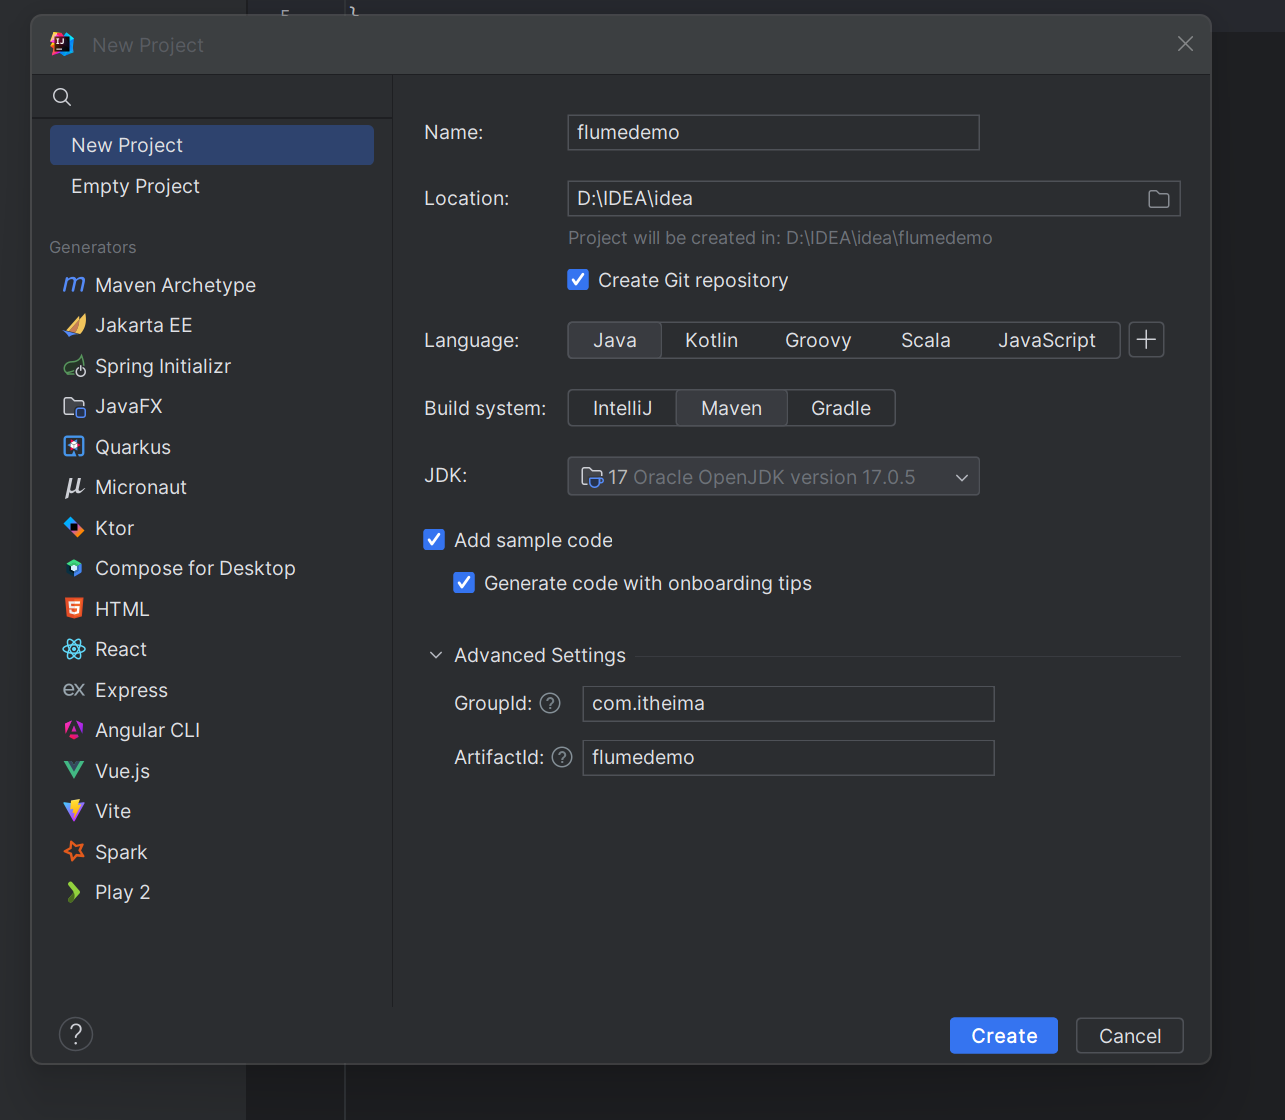 5 }
New Project
New Project
Empty Project
Generators
Maven Archetype
Jakarta EE
Spring Initializr
JavaFX
Quarkus
Micronaut
Ktor
Compose for Desktop
HTML
React
ex Express
Angular CLI
Vue.js
Vite
Spark
Play 2
Name: flumedemo
Location: D:\IDEA\idea
Project will be created in: D:\IDEA\idea\flumedemo
Create Git repository
Language: Java Kotlin Groovy Scala JavaScript +
Build system: IntelliJ Maven Gradle
JDK: 17 Oracle OpenJDK version 17.0.5
Add sample code
Generate code with onboarding tips
Advanced Settings
GroupId: ? com.itheima
ArtifactId: ? flumedemo
? Create Cancel